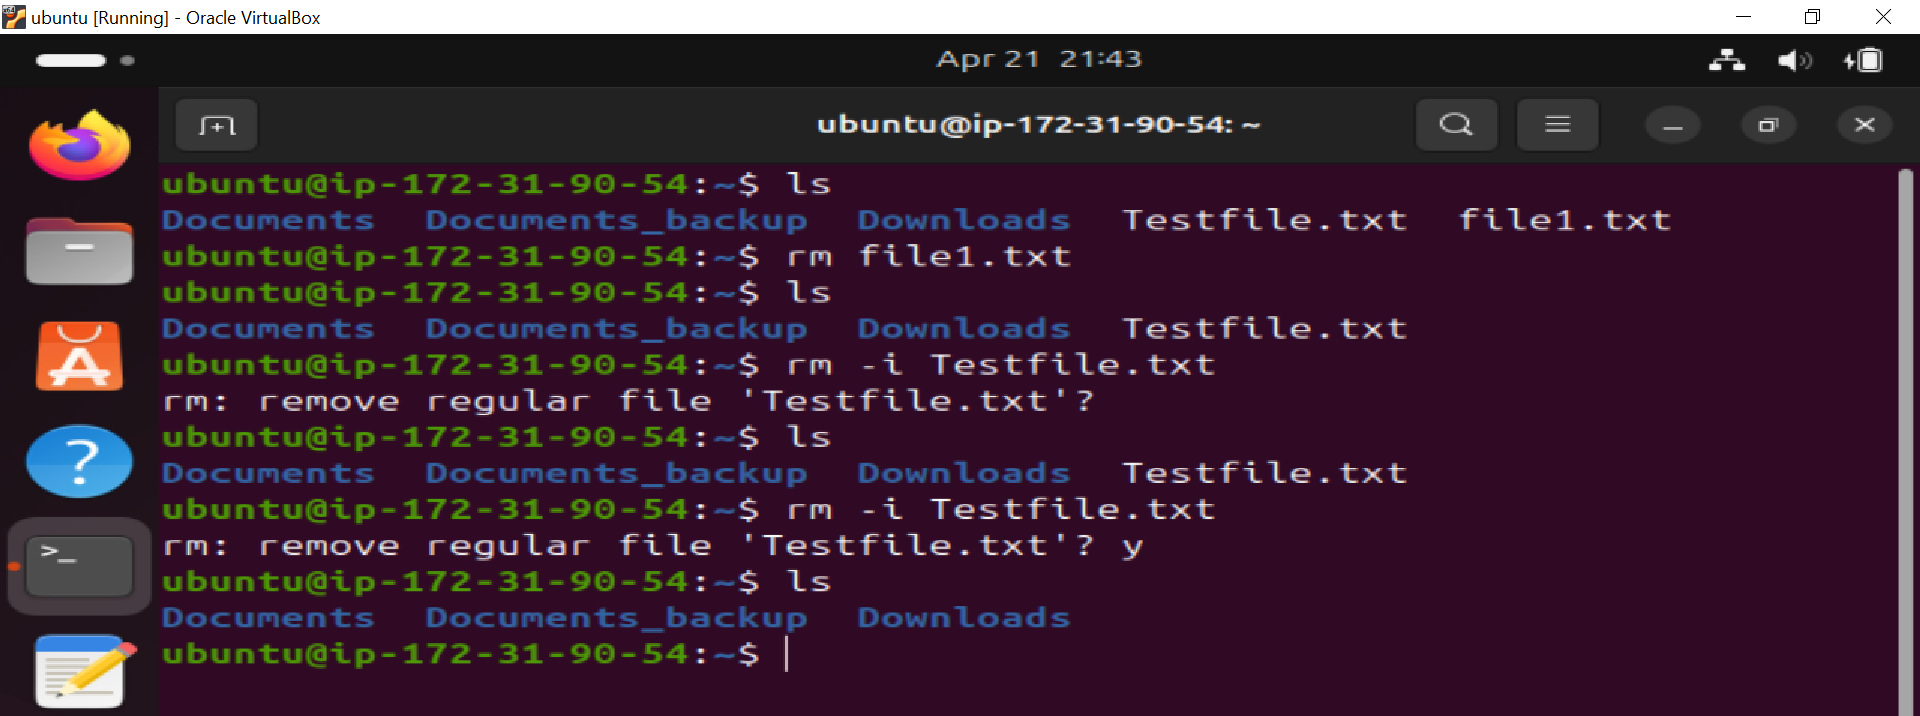 ubuntu [Running] - Oracle VirtualBox
Apr 21 21:43
ubuntu@ip-172-31-90-54: ~
ubuntu@ip-172-31-90-54:~$ ls
Documents Documents_backup Downloads Testfile.txt file1.txt
ubuntu@ip-172-31-90-54:~$ rm file1.txt
ubuntu@ip-172-31-90-54:~$ ls
Documents Documents_backup Downloads Testfile.txt
ubuntu@ip-172-31-90-54:~$ rm -i Testfile.txt
rm: remove regular file 'Testfile.txt'?
ubuntu@ip-172-31-90-54:~$ ls
Documents Documents_backup Downloads Testfile.txt
ubuntu@ip-172-31-90-54:~$ rm -i Testfile.txt
rm: remove regular file 'Testfile.txt'? y
ubuntu@ip-172-31-90-54:~$ ls
Documents Documents_backup Downloads
ubuntu@ip-172-31-90-54:~$